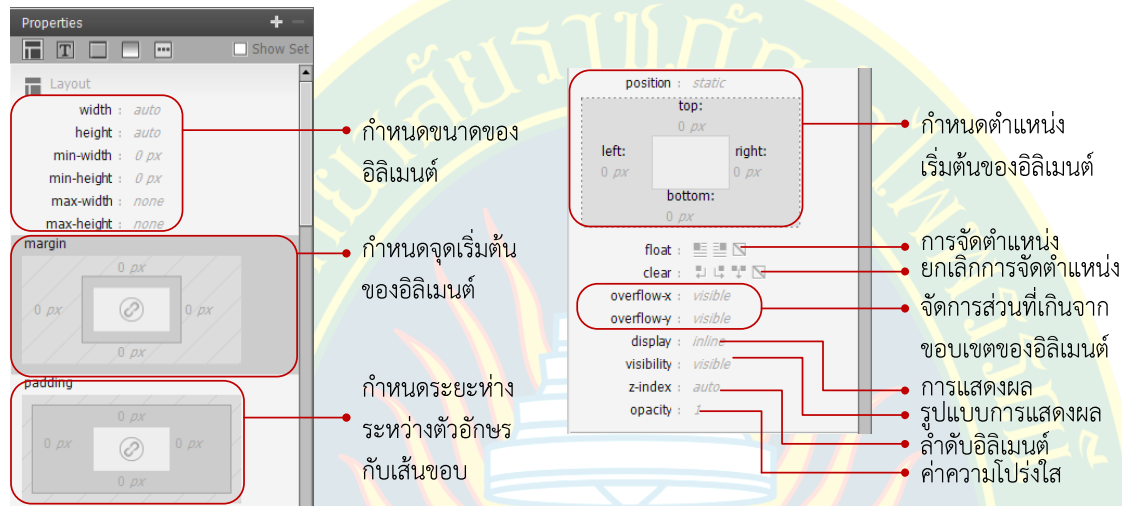 Properties
Show Set
Layout
width : auto
height : auto
min-width : 0 px
min-height : 0 px
max-width : none
max-height : none
margin
0 px
0 px
0 px
0 px
padding
0 px
0 px
0 px
0 px
กำหนดขนาดของ
อิลิเมนต์
กำหนดจุดเริ่มต้น
ของอิลิเมนต์
กำหนดระยะห่าง
ระหว่างตัวอักษร
กับเส้นขอบ
position : static
top:
0 px
left:
right:
0 px
0 px
bottom:
0 px
float :
clear :
overflow-x : visible
overflow-y : visible
display : inline
visibility : visible
z-index : auto
opacity : 1
กำหนดตำแหน่ง
เริ่มต้นของอิลิเมนต์
การจัดตำแหน่ง
ยกเลิกการจัดตำแหน่ง
จัดการส่วนที่เกินจาก
ขอบเขตของอิลิเมนต์
การแสดงผล
รูปแบบการแสดงผล
ลำดับอิลิเมนต์
ค่าความโปร่งใส